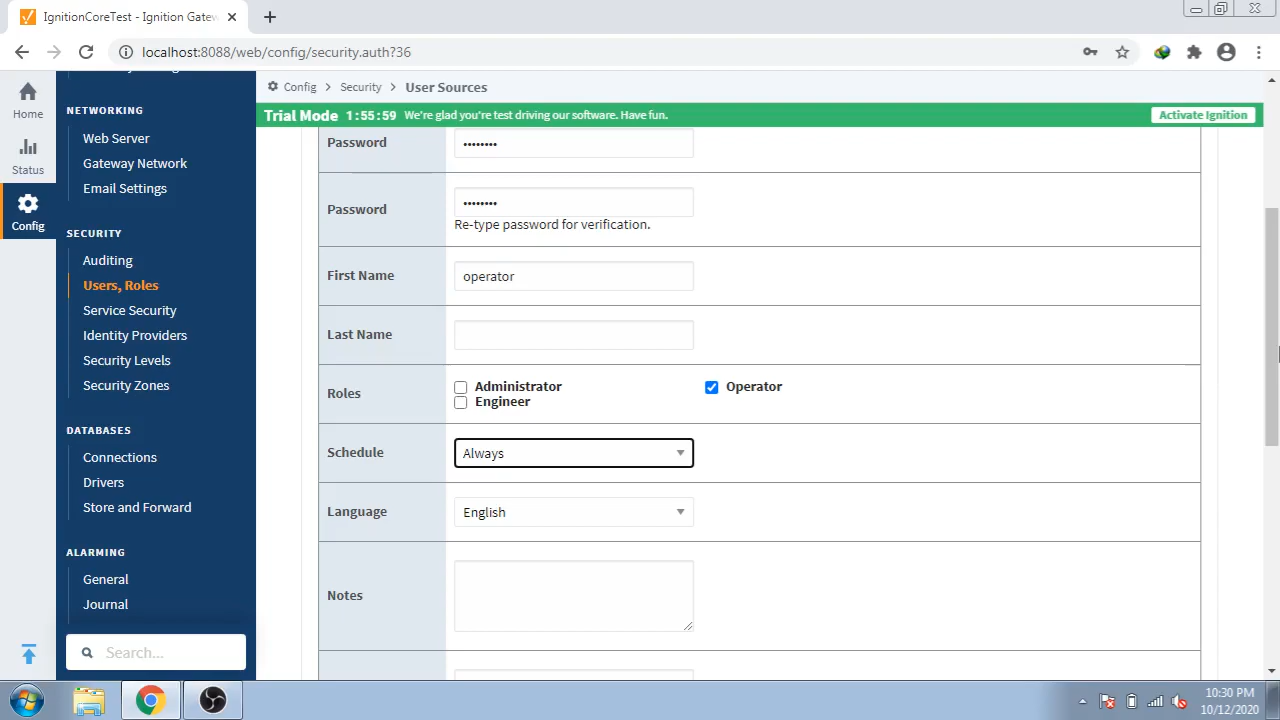 IgnitionCoreTest - Ignition Gatew
localhost:8088/web/config/security.auth?36
Home
Status
Config
NETWORKING
Web Server
Gateway Network
Email Settings
SECURITY
Auditing
Users, Roles
Service Security
Identity Providers
Security Levels
Security Zones
DATABASES
Connections
Drivers
Store and Forward
ALARMING
General
Journal
Search...
Config > Security > User Sources
Trial Mode 1:55:59 We're glad you're test driving our software. Have fun. Activate Ignition
Password ••••••••
Password ••••••••
Re-type password for verification.
First Name operator
Last Name
Roles Administrator Operator
Engineer
Schedule Always
Language English
Notes
10:30 PM
10/12/2020